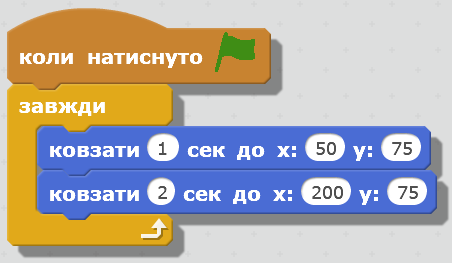 коли натиснуто
завжди
ковзати 1 сек до x: 50 y: 75
ковзати 2 сек до x: 200 y: 75